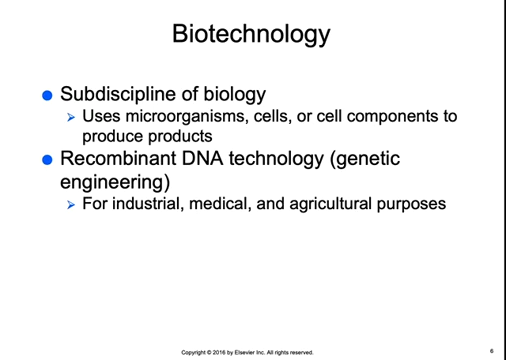 Biotechnology
● Subdiscipline of biology
➢ Uses microorganisms, cells, or cell components to
produce products
● Recombinant DNA technology (genetic
engineering)
➢ For industrial, medical, and agricultural purposes
Copyright © 2016 by Elsevier Inc. All rights reserved.
6